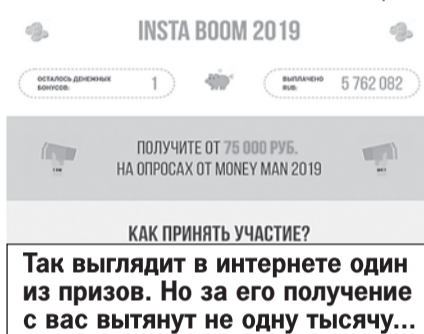 INSTA BOOM 2019
ОСТАЛОСЬ ДЕНЕЖНЫХ
БОНУСОВ:
1
ВЫПЛАЧЕНО
RUB:
5 762 082
ПОЛУЧИТЕ ОТ 75 000 РУБ.
НА ОПРОСАХ ОТ MONEY MAN 2019
КАК ПРИНЯТЬ УЧАСТИЕ?
Так выглядит в интернете один
из призов. Но за его получение
с вас вытянут не одну тысячу...